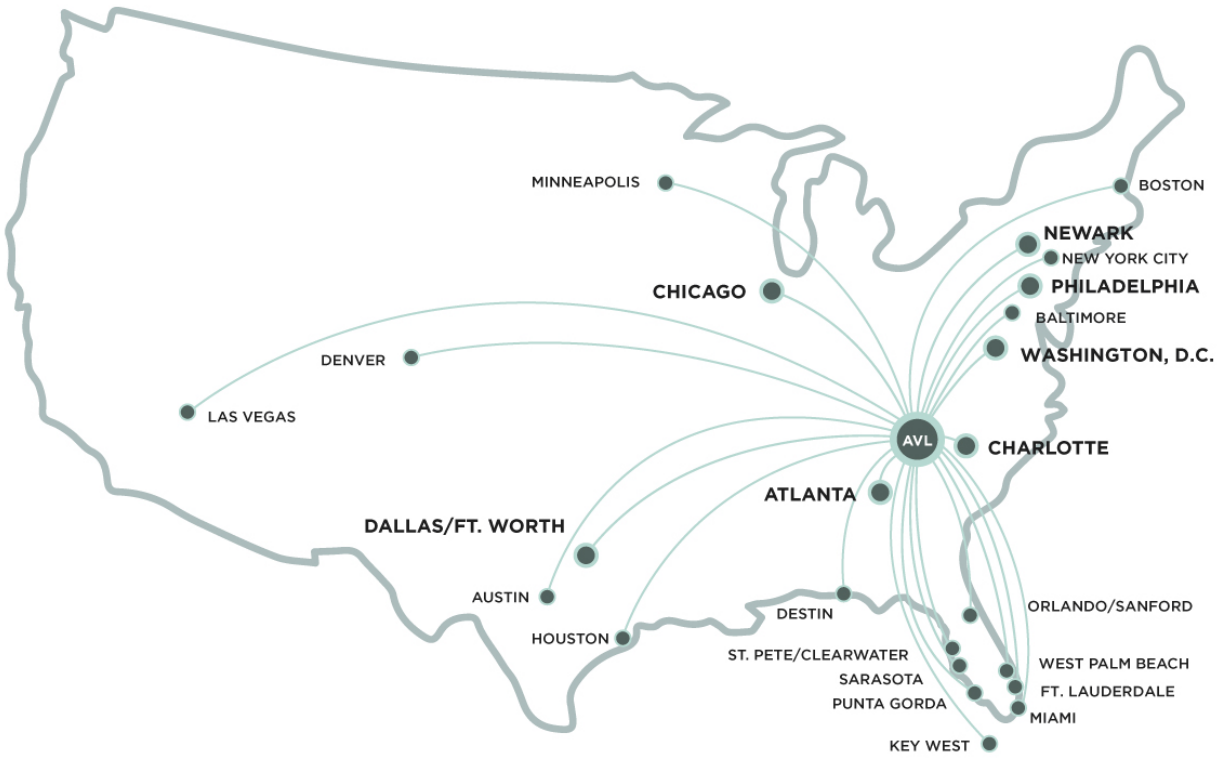 MINNEAPOLIS
BOSTON
NEWARK
NEW YORK CITY
CHICAGO
PHILADELPHIA
BALTIMORE
WASHINGTON, D.C.
DENVER
LAS VEGAS
AVL
CHARLOTTE
ATLANTA
DALLAS/FT. WORTH
AUSTIN
ORLANDO/SANFORD
DESTIN
HOUSTON
ST. PETE/CLEARWATER
WEST PALM BEACH
SARASOTA
FT. LAUDERDALE
PUNTA GORDA
MIAMI
KEY WEST